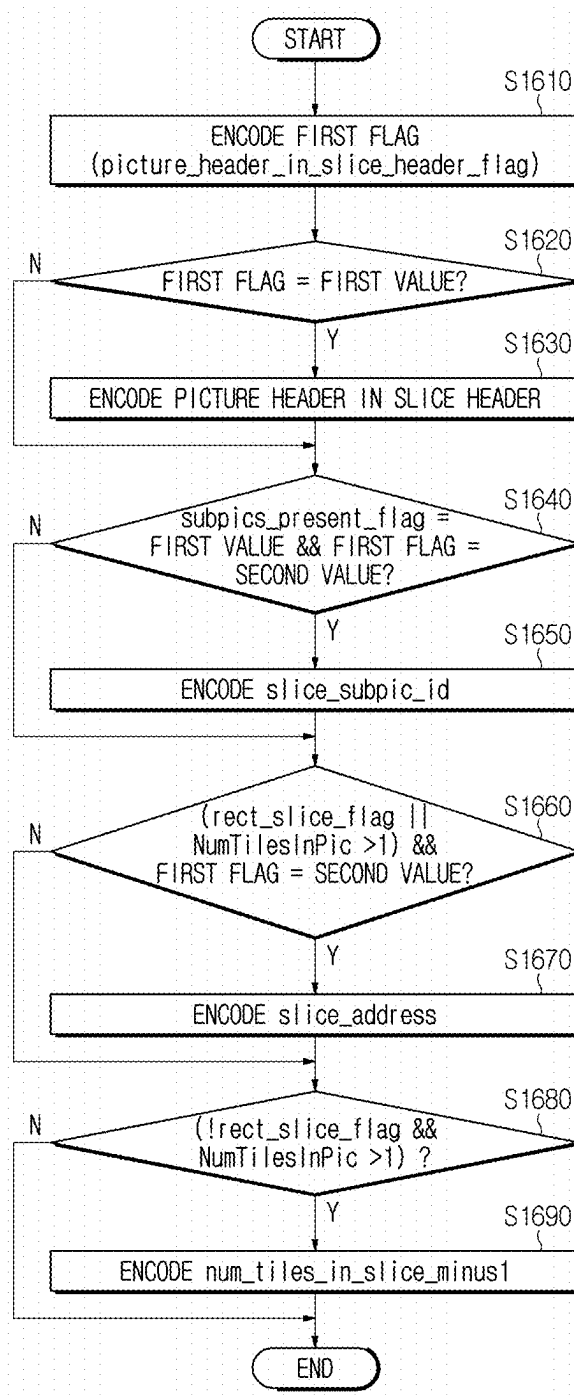 START
S1610
ENCODE FIRST FLAG
(picture_header_in_slice_header_flag)
S1620
N
FIRST FLAG = FIRST VALUE?
Y
S1630
ENCODE PICTURE HEADER IN SLICE HEADER
S1640
N
subpics_present_flag =
FIRST VALUE && FIRST FLAG =
SECOND VALUE?
Y
S1650
ENCODE slice_subpic_id
S1660
N
(rect_slice_flag ||
NumTilesInPic >1) &&
FIRST FLAG = SECOND VALUE?
Y
S1670
ENCODE slice_address
S1680
N
(!rect_slice_flag &&
NumTilesInPic >1) ?
Y
S1690
ENCODE num_tiles_in_slice_minus1
END